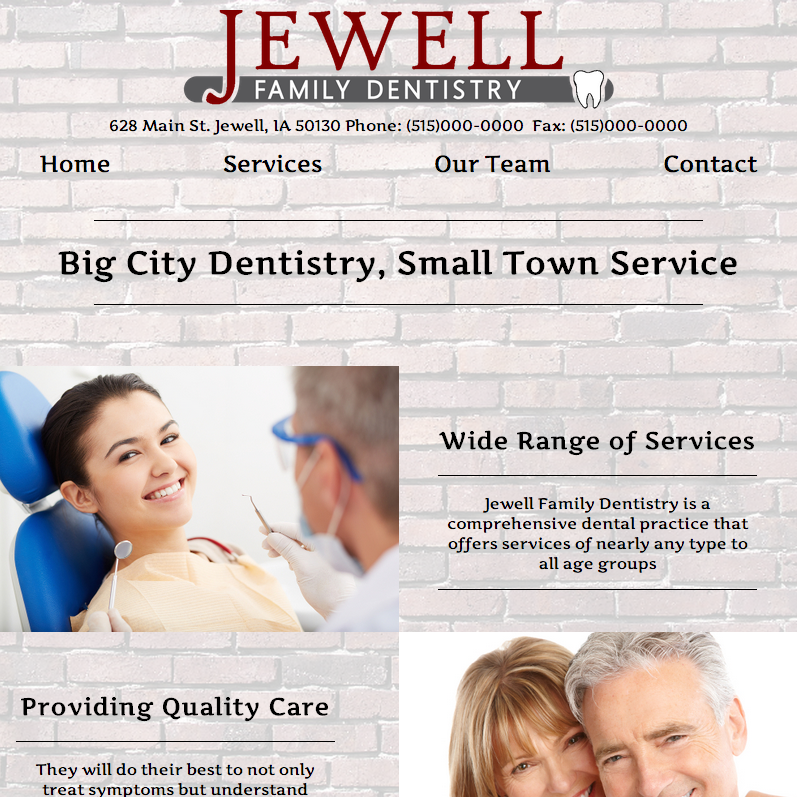 JEWELL
FAMILY DENTISTRY
628 Main St. Jewell, IA 50130 Phone: (515)000-0000 Fax: (515)000-0000
Home Services Our Team Contact
Big City Dentistry, Small Town Service
Wide Range of Services
Jewell Family Dentistry is a
comprehensive dental practice that
offers services of nearly any type to
all age groups
Providing Quality Care
They will do their best to not only
treat symptoms but understand